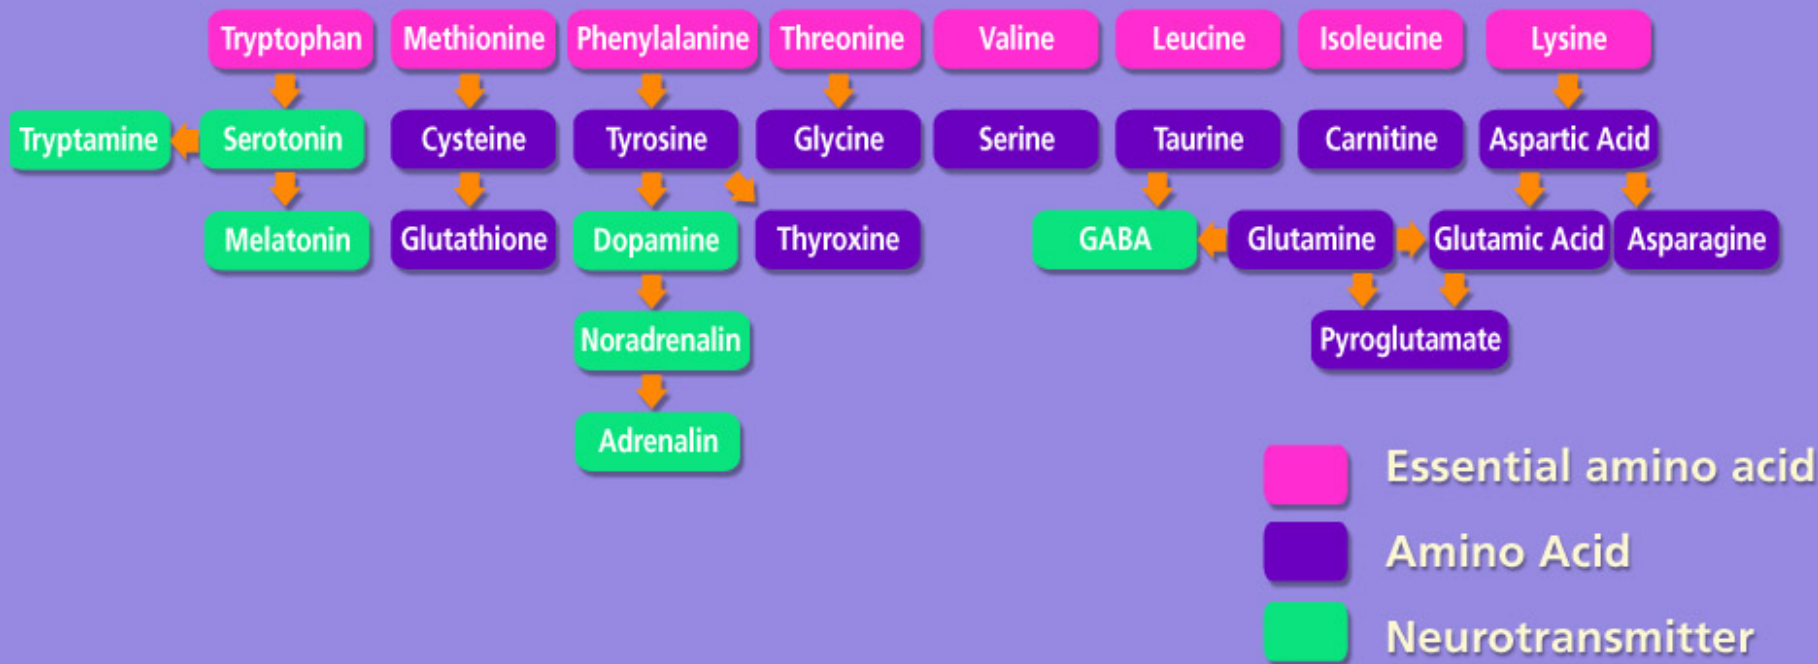 Tryptophan Methionine Phenylalanine Threonine Valine Leucine Isoleucine Lysine
Tryptamine Serotonin Cysteine Tyrosine Glycine Serine Taurine Carnitine Aspartic Acid
Melatonin Glutathione Dopamine Thyroxine GABA Glutamine Glutamic Acid Asparagine
Noradrenalin Pyroglutamate
Adrenalin
Essential amino acid
Amino Acid
Neurotransmitter